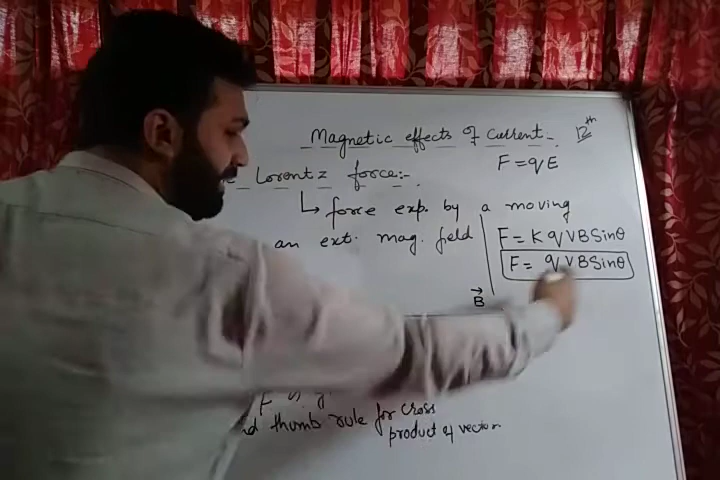 Magnetic effects of current. 12th
F = qE
Lorentz force:-
↳ force exp. by a moving
an ext. mag. field
F = K q V B Sinθ
F = q V B Sinθ
B⃗
thumb rule for cross
product of vector.